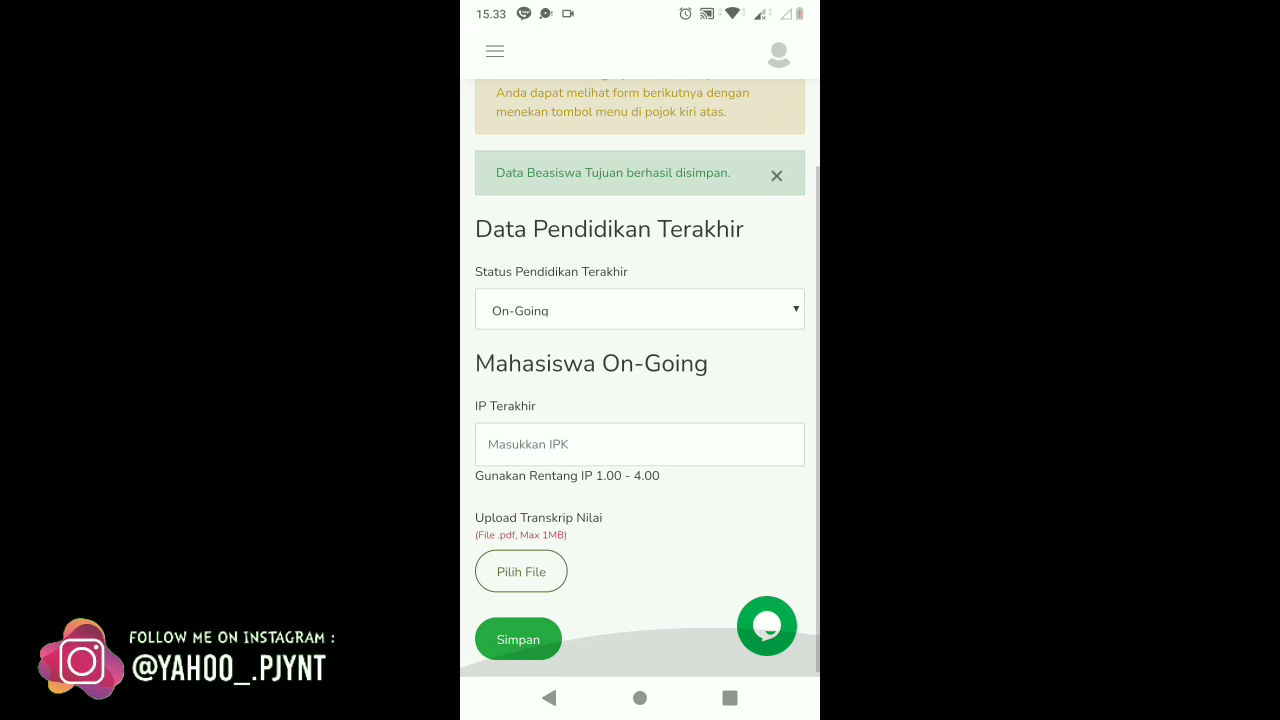 15.33
Anda dapat melihat form berikutnya dengan
menekan tombol menu di pojok kiri atas.
Data Beasiswa Tujuan berhasil disimpan.
Data Pendidikan Terakhir
Status Pendidikan Terakhir
On-Going
Mahasiswa On-Going
IP Terakhir
Masukkan IPK
Gunakan Rentang IP 1.00 - 4.00
Upload Transkrip Nilai
(File .pdf, Max 1MB)
Pilih File
Simpan
FOLLOW ME ON INSTAGRAM :
@YAHOO_.PJYNT